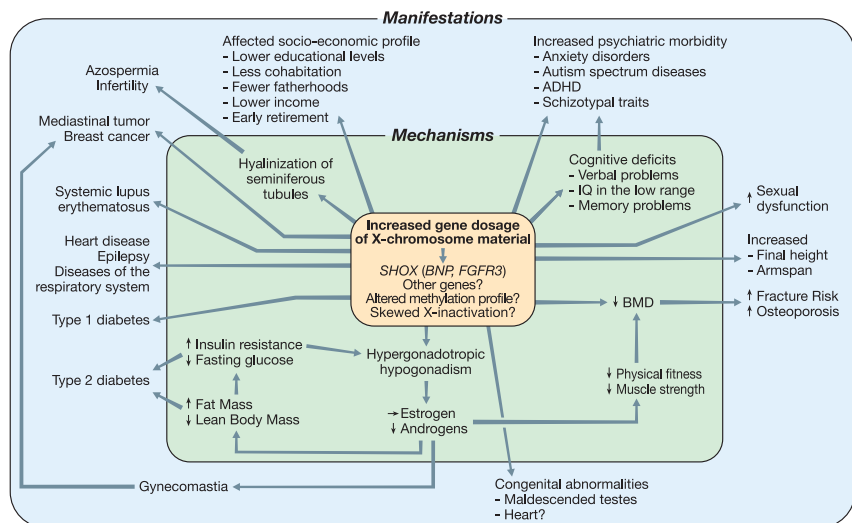 Manifestations
Affected socio-economic profile
- Lower educational levels
- Less cohabitation
- Fewer fatherhoods
- Lower income
- Early retirement
Increased psychiatric morbidity
- Anxiety disorders
- Autism spectrum diseases
- ADHD
- Schizotypal traits
Azospermia
Infertility
Mediastinal tumor
Breast cancer
Mechanisms
Hyalinization of
seminiferous
tubules
Cognitive deficits
- Verbal problems
- IQ in the low range
- Memory problems
Systemic lupus
erythematosus
↑ Sexual
dysfunction
Increased gene dosage
of X-chromosome material
SHOX (BNP, FGFR3)
Other genes?
Altered methylation profile?
Skewed X-inactivation?
Heart disease
Epilepsy
Diseases of the
respiratory system
Increased
- Final height
- Armspan
Type 1 diabetes
↓ BMD
↑ Fracture Risk
↑ Osteoporosis
↑ Insulin resistance
↓ Fasting glucose
Hypergonadotropic
hypogonadism
Type 2 diabetes
↓ Physical fitness
↓ Muscle strength
↑ Fat Mass
↓ Lean Body Mass
→ Estrogen
↓ Androgens
Gynecomastia
Congenital abnormalities
- Maldescended testes
- Heart?